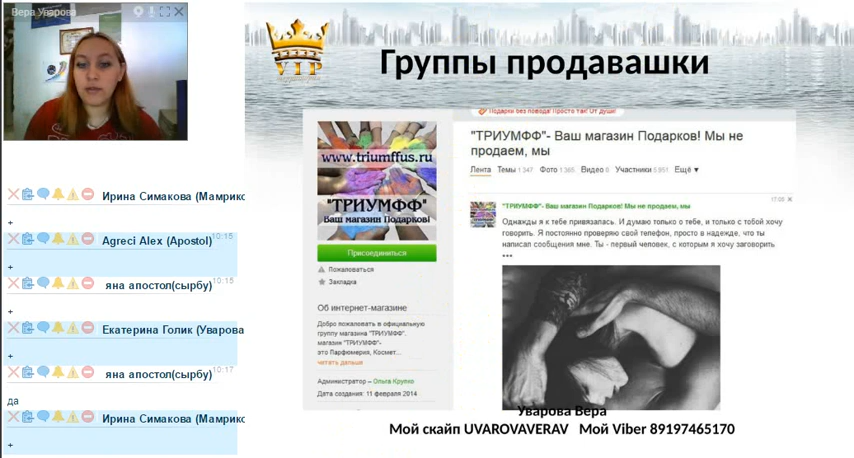 Вера Уварова
Ирина Симакова (Мамрико
+
Agreci Alex (Apostol) 10:15
+
яна апостол(сырбу) 10:15
+
Екатерина Голик (Уварова
+
яна апостол(сырбу) 10:17
да
Ирина Симакова (Мамрико
+
VIP
Группы продавашки
Подарки без повода! Просто так! От души!
www.triumffus.ru
"ТРИУМФФ"
Ваш магазин Подарков!
Присоединиться
Пожаловаться
Закладка
Об интернет-магазине
Добро пожаловать в официальную
группу магазина "ТРИУМФФ".
магазин "ТРИУМФФ"-
это Парфюмерия, Космет...
читать дальше
Администратор – Ольга Крупко
Дата создания: 11 февраля 2014
"ТРИУМФФ"- Ваш магазин Подарков! Мы не
продаем, мы
Лента Темы 1 347 Фото 1 365 Видео 0 Участники 5 951 Ещё
17:00
"ТРИУМФФ"- Ваш магазин Подарков! Мы не продаем, мы
Однажды я к тебе привязалась. И думаю только о тебе, и только с тобой хочу
говорить. Я постоянно проверяю свой телефон, просто в надежде, что ты
написал сообщения мне. Ты - первый человек, с которым я хочу заговорить
•••
Уварова Вера
Мой скайп UVAROVAVERAV Мой Viber 89197465170